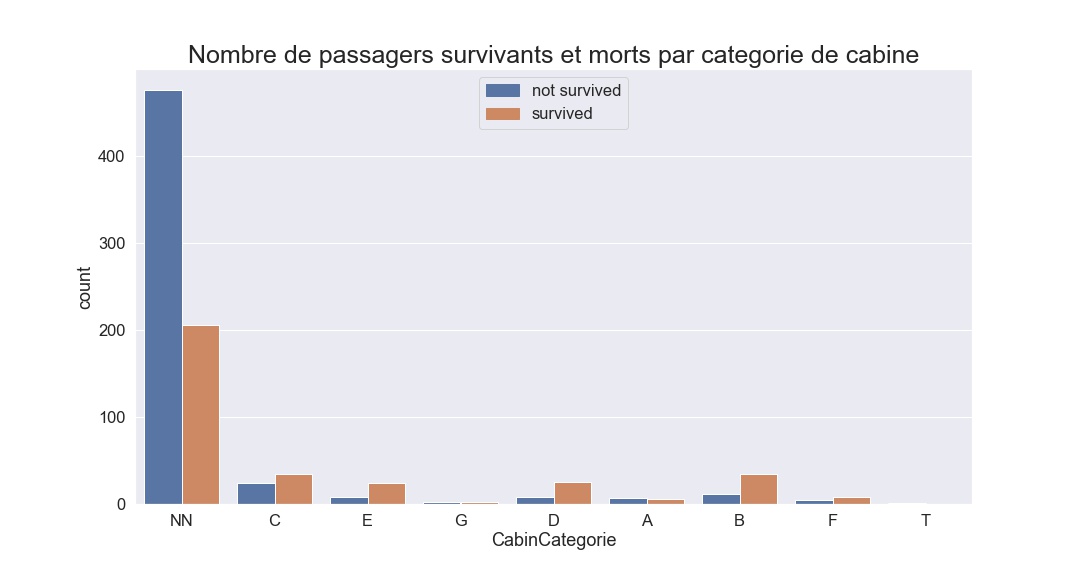 Nombre de passagers survivants et morts par categorie de cabine
not survived
survived
400
300
200
100
0
count
NN C E G D A B F T
CabinCategorie